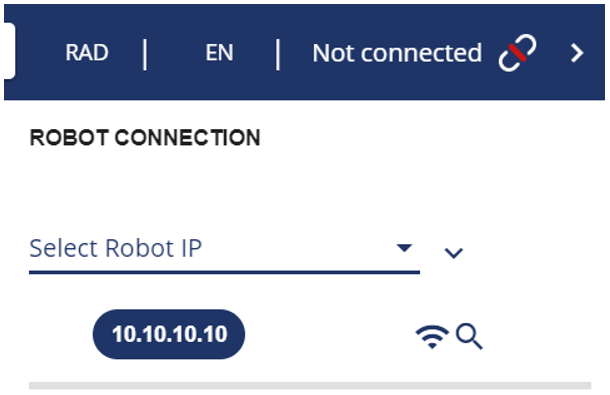 RAD | EN | Not connected
ROBOT CONNECTION
Select Robot IP
10.10.10.10